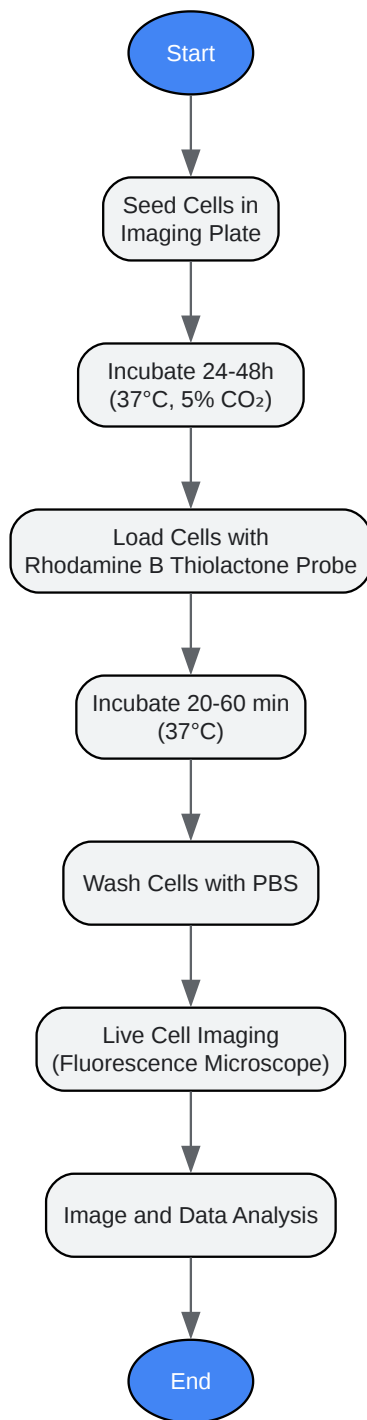 Start
Seed Cells in
Imaging Plate
Incubate 24-48h
(37°C, 5% CO₂)
Load Cells with
Rhodamine B Thiolactone Probe
Incubate 20-60 min
(37°C)
Wash Cells with PBS
Live Cell Imaging
(Fluorescence Microscope)
Image and Data Analysis
End